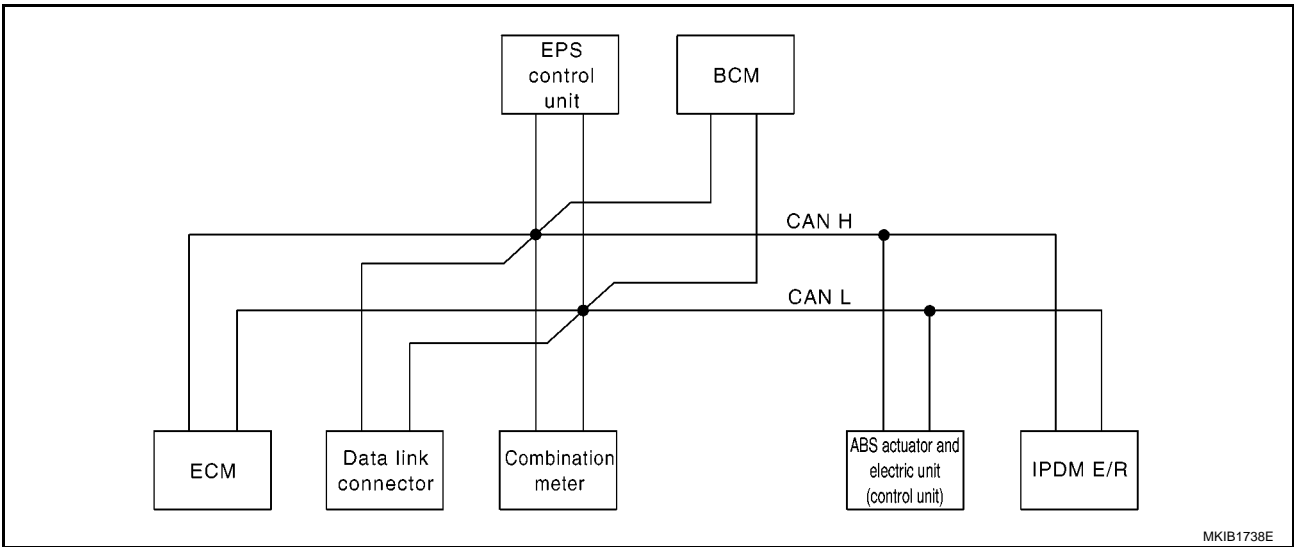 EPS
control
unit
BCM
CAN H
CAN L
ECM
Data link
connector
Combination
meter
ABS actuator and
electric unit
(control unit)
IPDM E/R
MKIB1738E